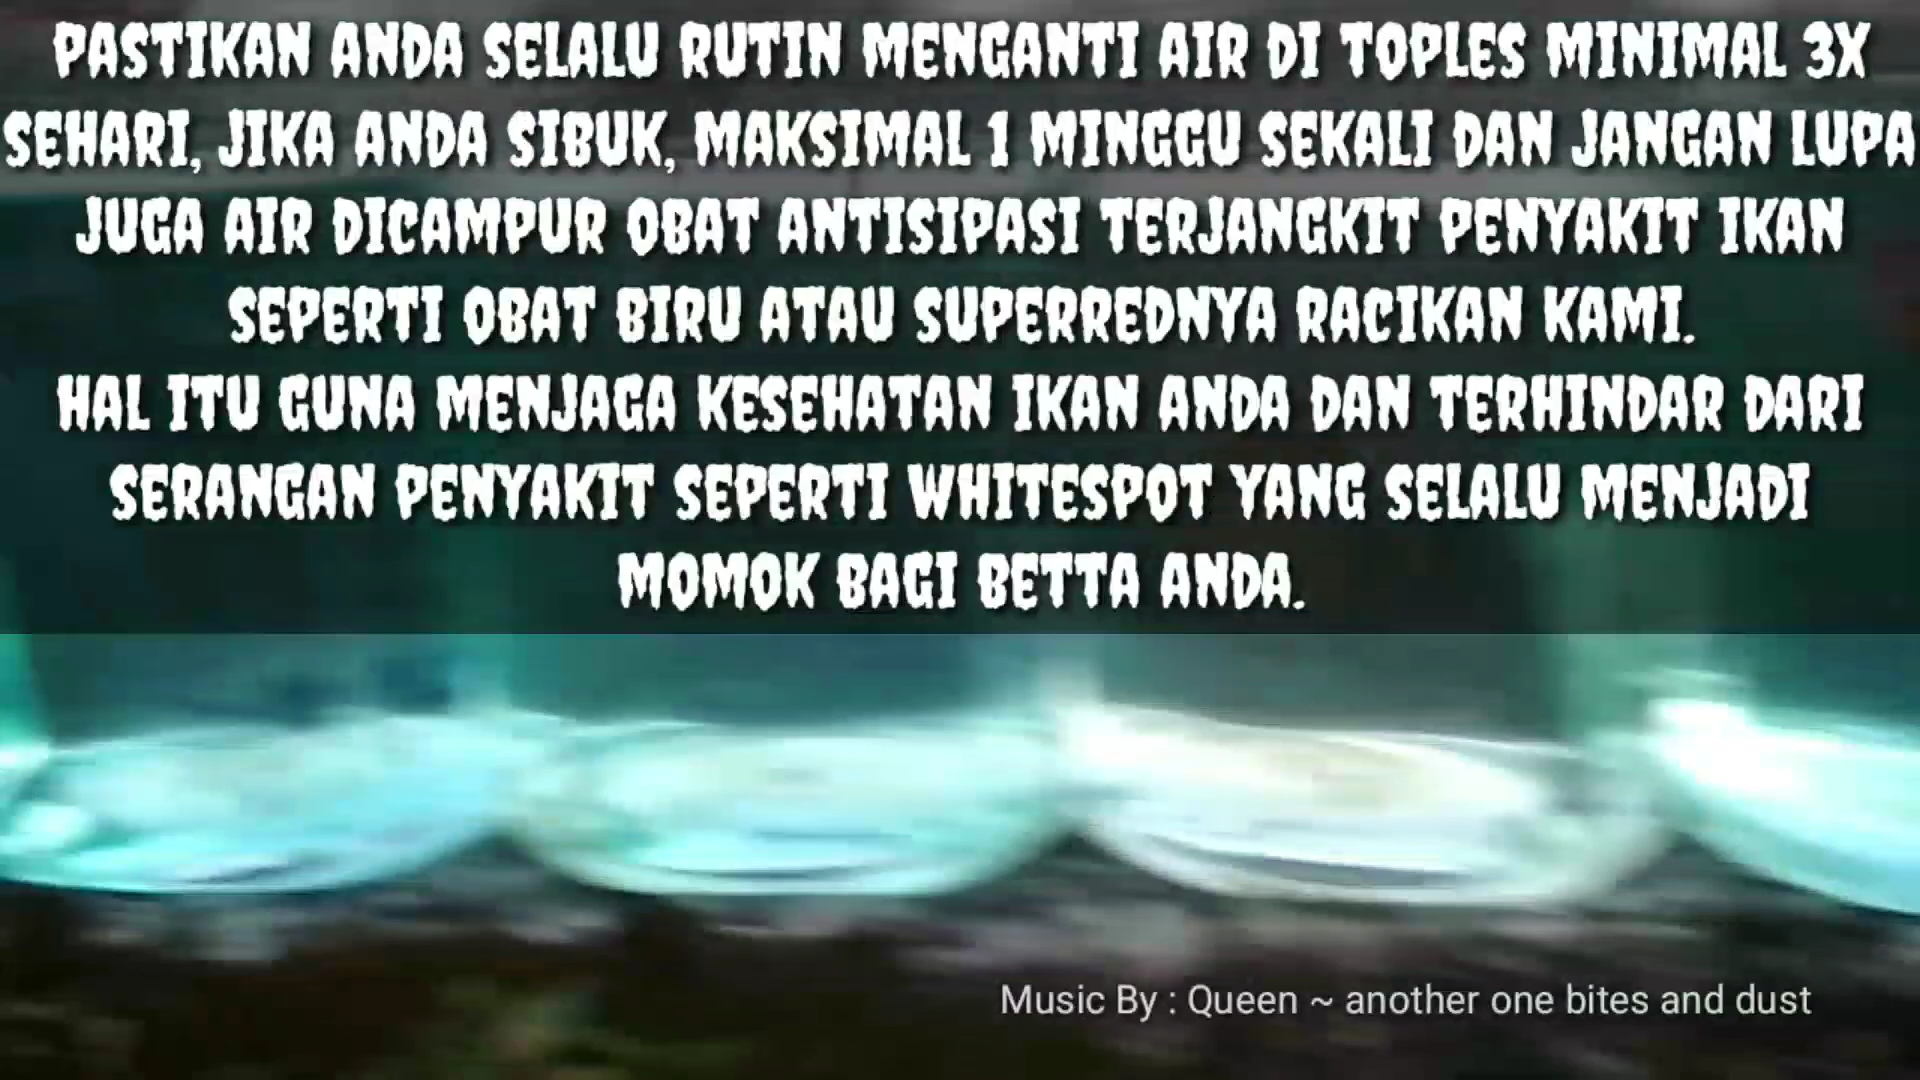 PASTIKAN ANDA SELALU RUTIN MENGANTI AIR DI TOPLES MINIMAL 3X
SEHARI, JIKA ANDA SIBUK, MAKSIMAL 1 MINGGU SEKALI DAN JANGAN LUPA
JUGA AIR DICAMPUR OBAT ANTISIPASI TERJANGKIT PENYAKIT IKAN
SEPERTI OBAT BIRU ATAU SUPERREDNYA RACIKAN KAMI.
HAL ITU GUNA MENJAGA KESEHATAN IKAN ANDA DAN TERHINDAR DARI
SERANGAN PENYAKIT SEPERTI WHITESPOT YANG SELALU MENJADI
MOMOK BAGI BETTA ANDA.
Music By : Queen ~ another one bites and dust